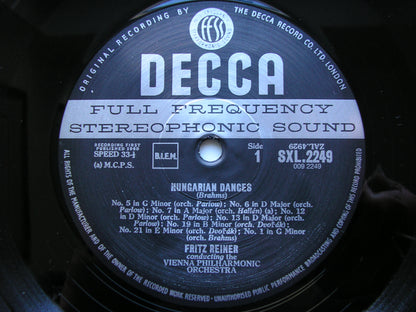 ORIGINAL RECORDING BY
THE DECCA RECORD CO. LTD. LONDON
ffss
DECCA
FULL FREQUENCY
STEREOPHONIC SOUND
RECORDING FIRST
PUBLISHED 1960
SPEED 33⅓
(a) M.C.P.S.
B.I.E.M.
Side
1
ZAL.4929
SXL.2249
009 2249
HUNGARIAN DANCES
(Brahms)
No. 5 in G Minor (orch. Parlow): No. 6 in D Major (orch.
Parlow): No. 7 in A Major (orch. Hallén) (a): No. 12
in D Minor (orch. Parlow): No. 13 in D Major (orch.
Parlow): No. 19 in B Minor (orch. Dvořák):
No. 21 in E Minor (orch. Dvořák): No. 1 in G Minor
(orch. Brahms)
FRITZ REINER
conducting the
VIENNA PHILHARMONIC
ORCHESTRA
ALL RIGHTS OF THE MANUFACTURER AND OF THE OWNER OF THE RECORDED WORK RESERVED - UNAUTHORISED PUBLIC PERFORMANCE BROADCASTING AND COPYING OF THIS RECORD PROHIBITED